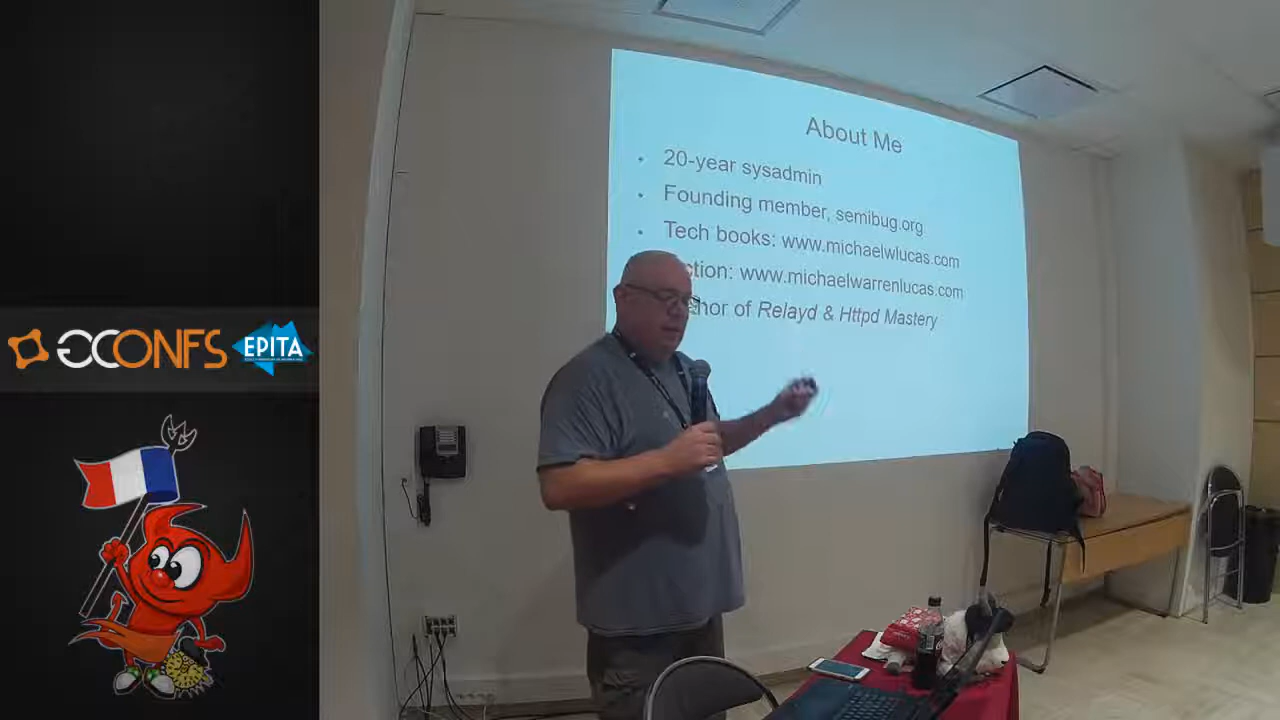 About Me
• 20-year sysadmin
• Founding member, semibug.org
• Tech books: www.michaelwlucas.com
ction: www.michaelwarrenlucas.com
hor of Relayd & Httpd Mastery
GCONFS
EPITA